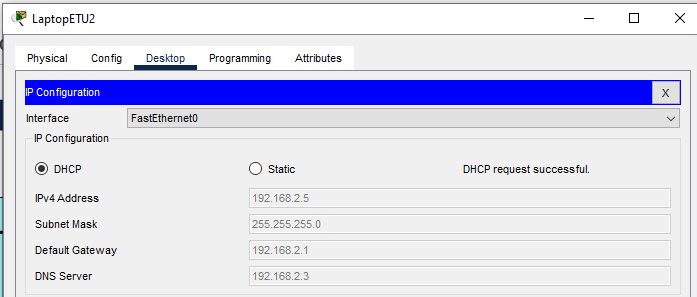 LaptopETU2
Physical Config Desktop Programming Attributes
IP Configuration X
Interface FastEthernet0
IP Configuration
DHCP Static DHCP request successful.
IPv4 Address 192.168.2.5
Subnet Mask 255.255.255.0
Default Gateway 192.168.2.1
DNS Server 192.168.2.3